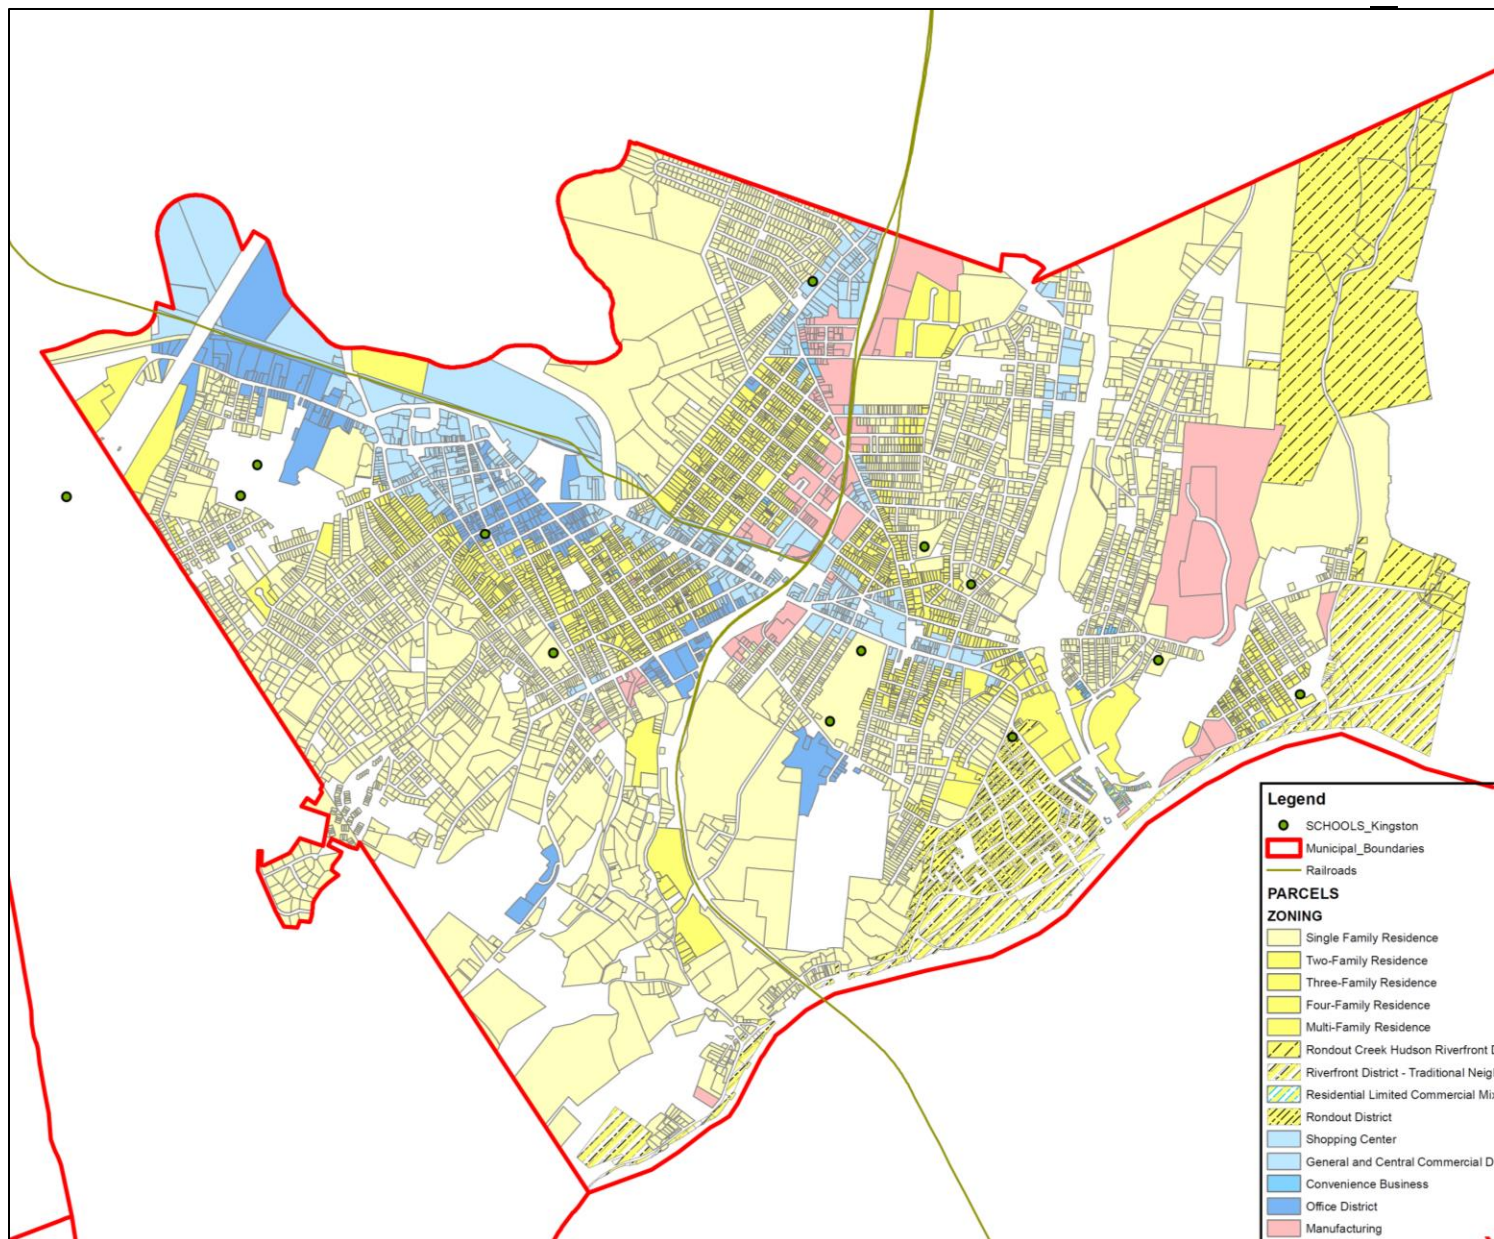 Legend
SCHOOLS_Kingston
Municipal_Boundaries
Railroads
PARCELS
ZONING
Single Family Residence
Two-Family Residence
Three-Family Residence
Four-Family Residence
Multi-Family Residence
Rondout Creek Hudson Riverfront D
Riverfront District - Traditional Neigh
Residential Limited Commercial Mix
Rondout District
Shopping Center
General and Central Commercial D
Convenience Business
Office District
Manufacturing